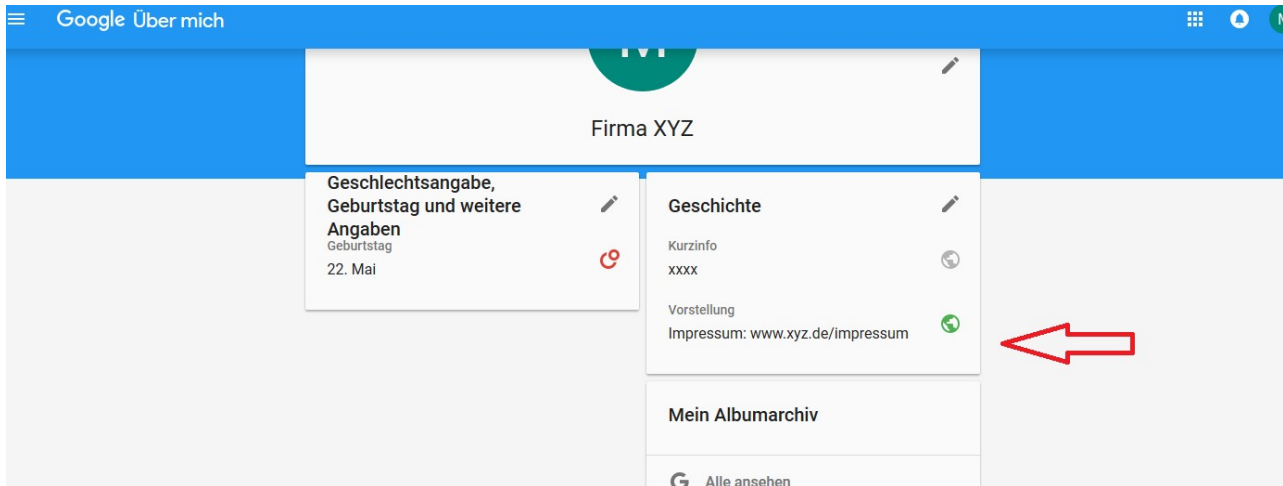 Google Über mich
M
Firma XYZ
Geschlechtsangabe,
Geburtstag und weitere
Angaben
Geburtstag
22. Mai
Geschichte
Kurzinfo
xxxx
Vorstellung
Impressum: www.xyz.de/impressum
Mein Albumarchiv
G Alle ansehen